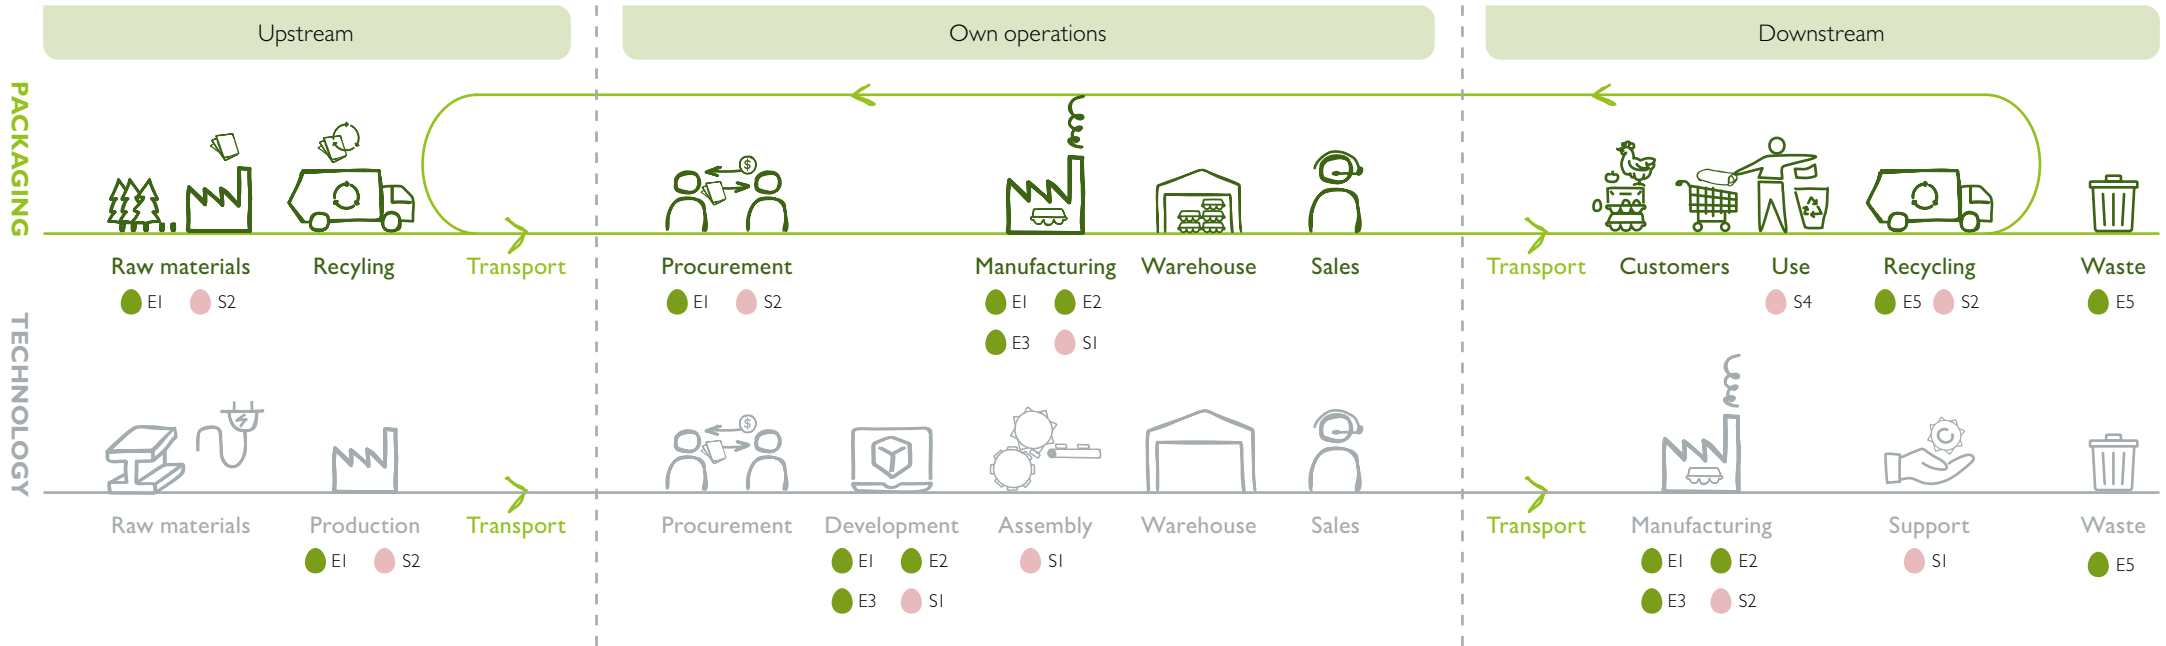 Upstream
Own operations
Downstream
PACKAGING
Raw materials
Recyling
Transport
Procurement
Manufacturing
Warehouse
Sales
Transport
Customers
Use
Recycling
Waste
E1 S2
E1 S2
E1 E2
S4
E5 S2
E5
E3 S1
TECHNOLOGY
Raw materials
Production
Transport
Procurement
Development
Assembly
Warehouse
Sales
Transport
Manufacturing
Support
Waste
E1 S2
E1 E2
S1
E1 E2
S1
E5
E3 S1
E3 S2